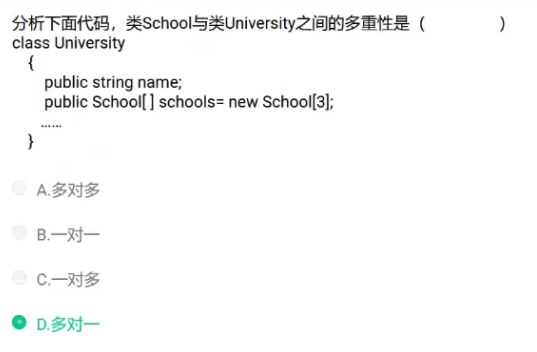 分析下面代码，类School与类University之间的多重性是（    ）
class University
{
public string name;
public School[ ] schools= new School[3];
……
}
A.多对多
B.一对一
C.一对多
D.多对一